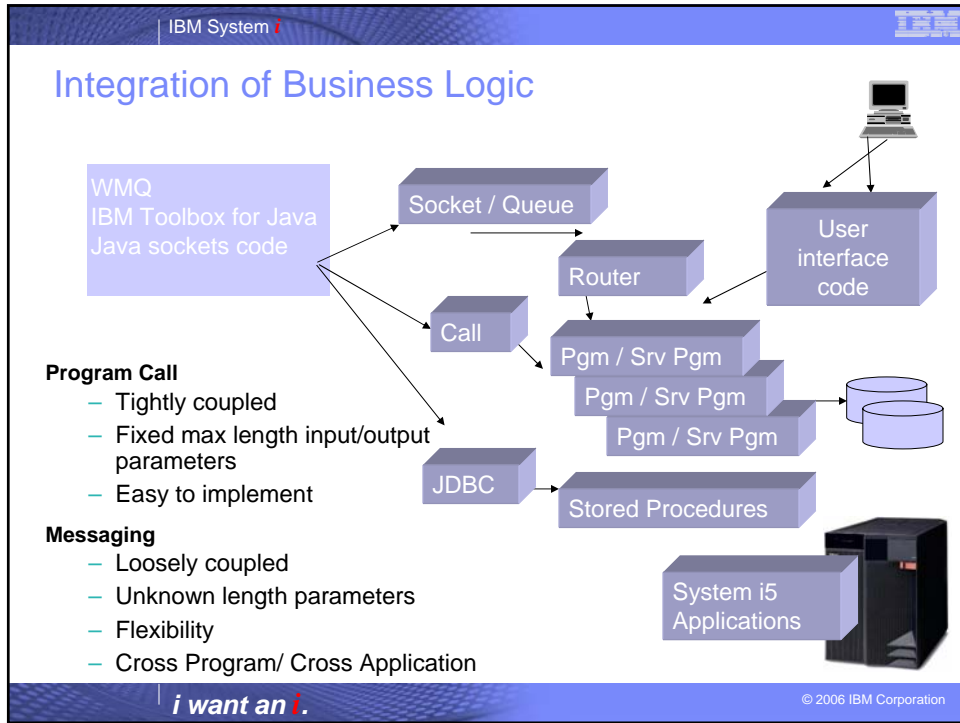 IBM System i
IBM
Integration of Business Logic
WMQ
IBM Toolbox for Java
Java sockets code
Socket / Queue
Router
User
interface
code
Call
Pgm / Srv Pgm
Pgm / Srv Pgm
Pgm / Srv Pgm
JDBC
Stored Procedures
System i5
Applications
Program Call
– Tightly coupled
– Fixed max length input/output
parameters
– Easy to implement
Messaging
– Loosely coupled
– Unknown length parameters
– Flexibility
– Cross Program/ Cross Application
i want an i.
© 2006 IBM Corporation